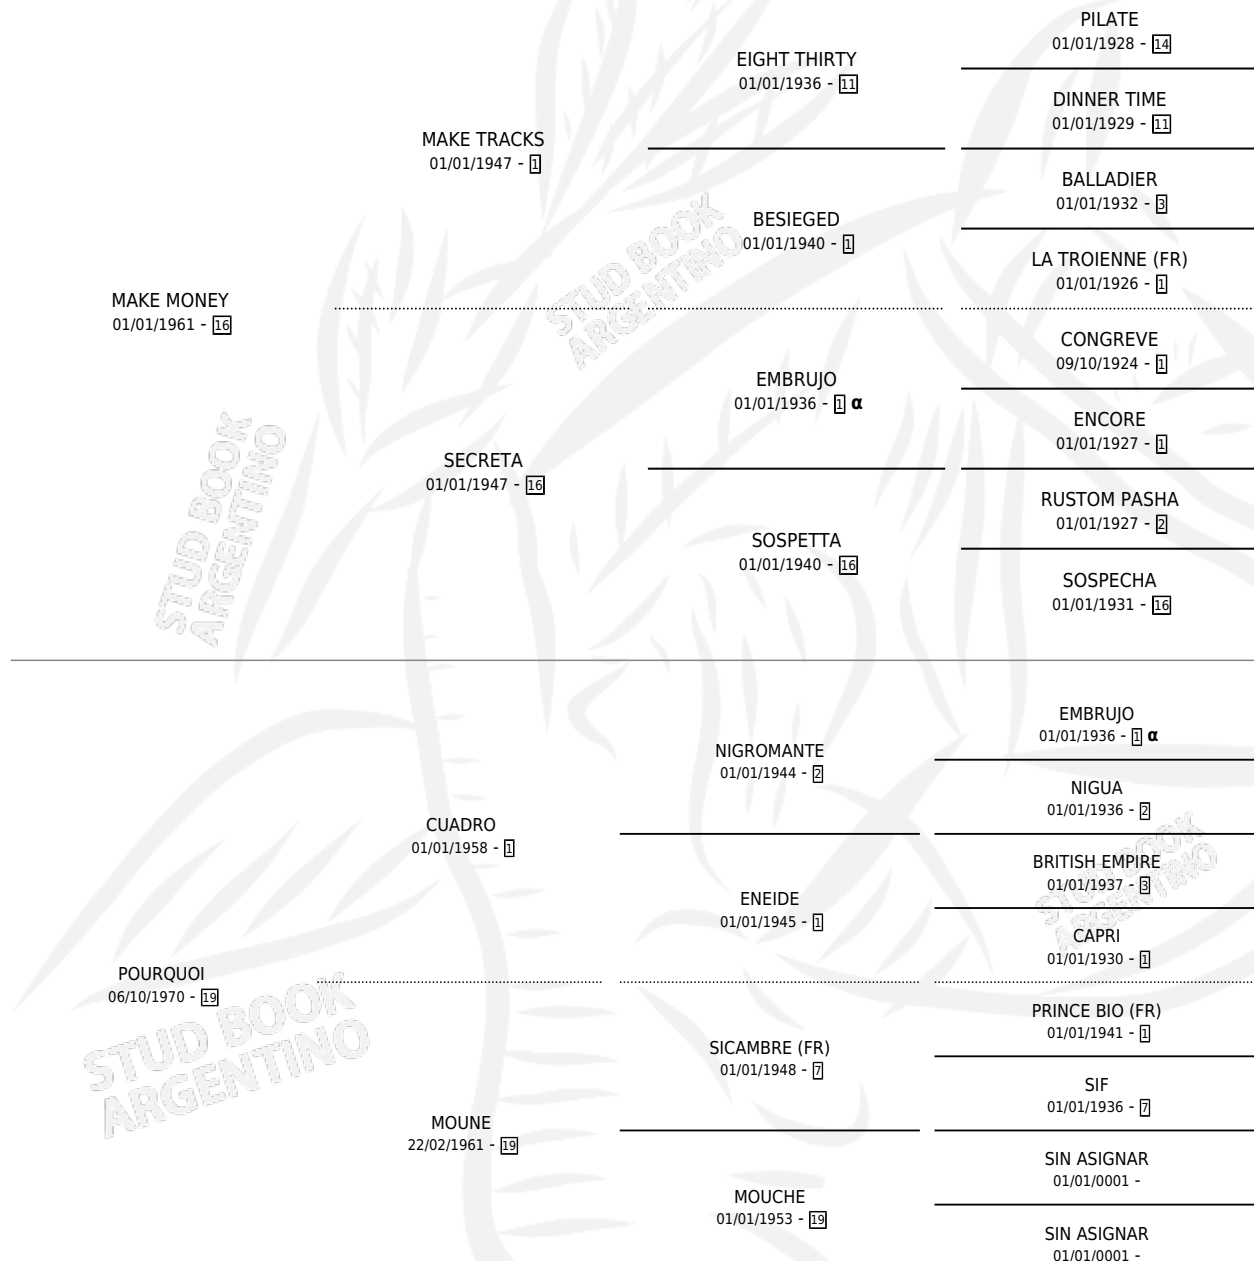 PILATE
01/01/1928 - 14
EIGHT THIRTY
01/01/1936 - 11
DINNER TIME
01/01/1929 - 11
MAKE TRACKS
01/01/1947 - 1
BALLADIER
01/01/1932 - 3
BESIEGED
01/01/1940 - 1
LA TROIENNE (FR)
01/01/1926 - 1
MAKE MONEY
01/01/1961 - 16
CONGREVE
09/10/1924 - 1
EMBRUJO
01/01/1936 - 1 α
ENCORE
01/01/1927 - 1
SECRETA
01/01/1947 - 16
RUSTOM PASHA
01/01/1927 - 2
SOSPETTA
01/01/1940 - 16
SOSPECHA
01/01/1931 - 16
EMBRUJO
01/01/1936 - 1 α
NIGROMANTE
01/01/1944 - 2
NIGUA
01/01/1936 - 2
CUADRO
01/01/1958 - 1
BRITISH EMPIRE
01/01/1937 - 3
ENEIDE
01/01/1945 - 1
CAPRI
01/01/1930 - 1
POURQUOI
06/10/1970 - 19
PRINCE BIO (FR)
01/01/1941 - 1
SICAMBRE (FR)
01/01/1948 - 7
SIF
01/01/1936 - 7
MOUNE
22/02/1961 - 19
SIN ASIGNAR
01/01/0001 -
MOUCHE
01/01/1953 - 19
SIN ASIGNAR
01/01/0001 -
STUD BOOK
ARGENTINO
STUD BOOK
ARGENTINO
STUD BOOK
ARGENTINO
STUD BOOK
ARGENTINO